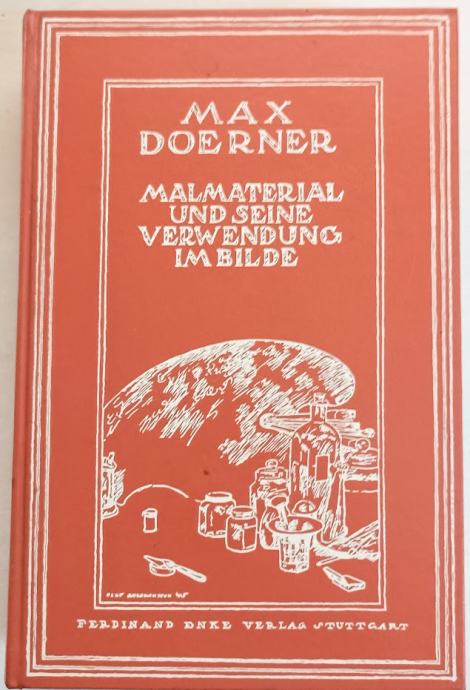 MAX
DOERNER
MALMATERIAL
UND SEINE
VERWENDUNG
IM BILDE
FERDINAND ENKE VERLAG STUTTGART